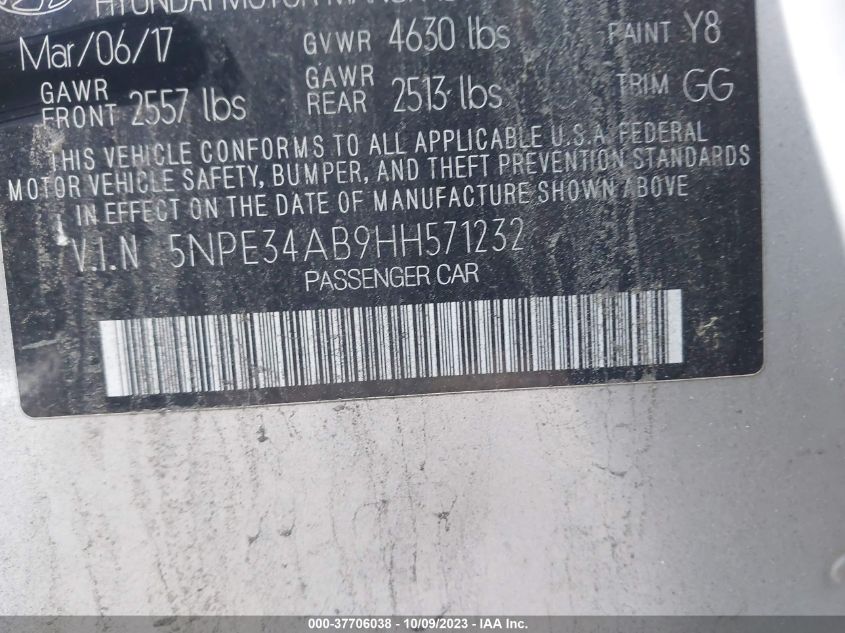 HYUNDAI MOTOR
Mar/06/17 GVWR 4630 lbs PAINT Y8
GAWR FRONT 2557 lbs GAWR REAR 2513 lbs TRIM GG
THIS VEHICLE CONFORMS TO ALL APPLICABLE U.S.A. FEDERAL
MOTOR VEHICLE SAFETY, BUMPER, AND THEFT PREVENTION STANDARDS
IN EFFECT ON THE DATE OF MANUFACTURE SHOWN ABOVE
V.I.N 5NPE34AB9HH571232
PASSENGER CAR
000-37706038 - 10/09/2023 - IAA Inc.